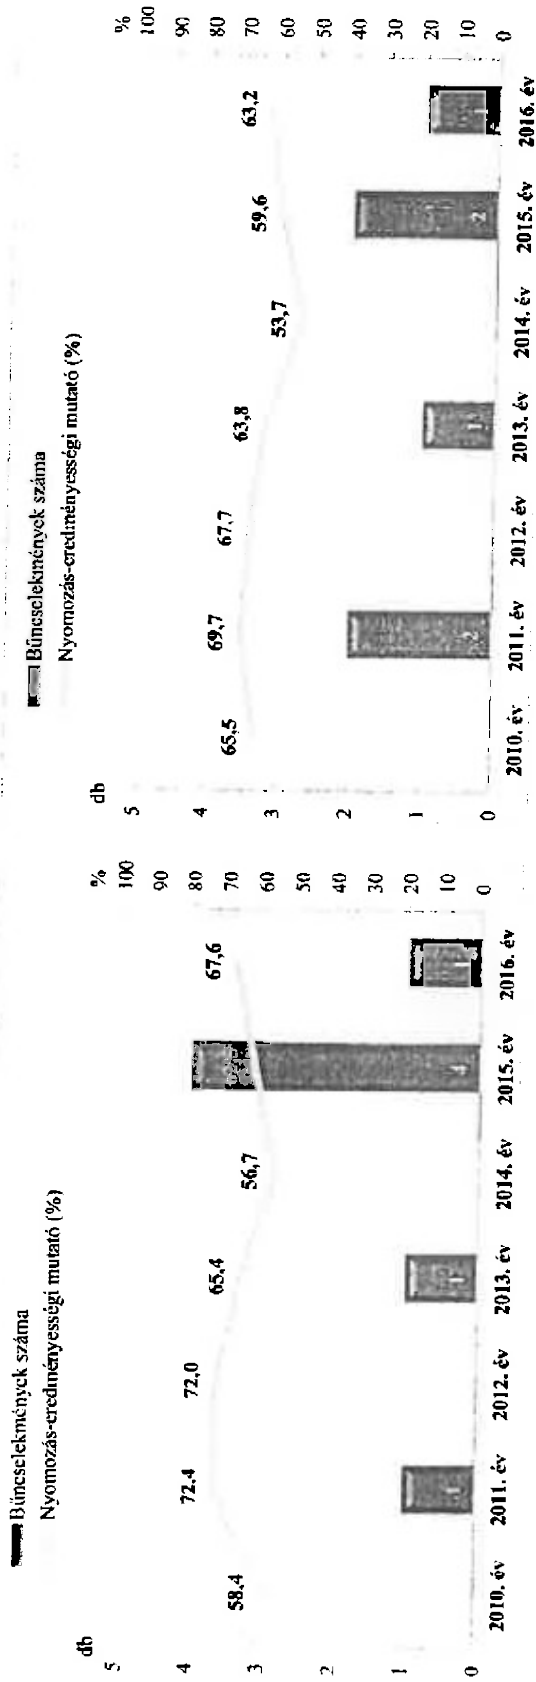 Bűncselekmények száma
Nyomozás-eredményességi mutató (%)
db
%
5
4
3
2
1
0
100
90
80
70
60
50
40
30
20
10
0
58,4
72,4
72,0
65,4
56,7
67,6
1
1
4
1
2010. év
2011. év
2012. év
2013. év
2014. év
2015. év
2016. év
Bűncselekmények száma
Nyomozás-eredményességi mutató (%)
db
%
5
4
3
2
1
0
100
90
80
70
60
50
40
30
20
10
0
65,5
69,7
67,7
63,8
53,7
59,6
63,2
2
1
2
1
2010. év
2011. év
2012. év
2013. év
2014. év
2015. év
2016. év